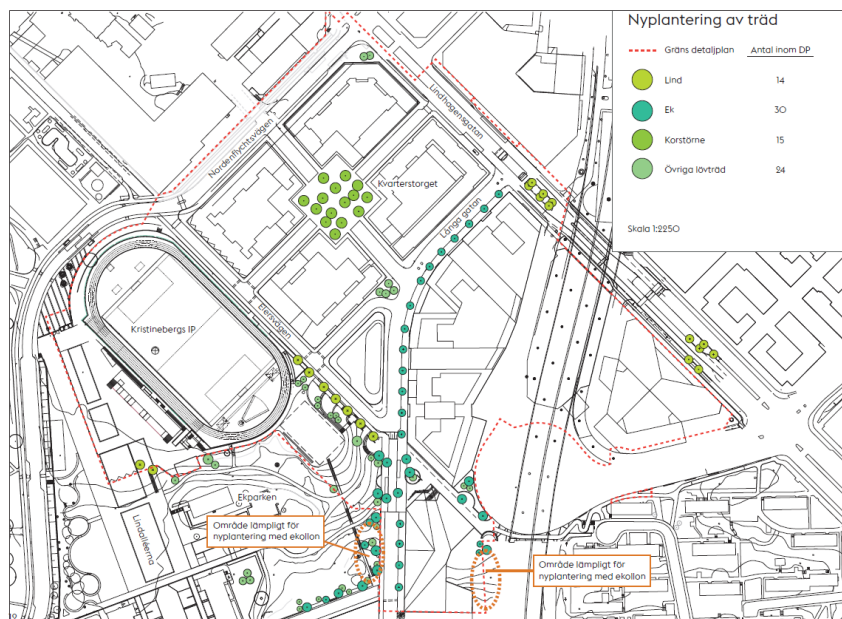 Nyplantering av träd
Gräns detaljplan
Antal inom DP
Lind
14
Ek
30
Korstörne
15
Övriga lövträd
24
Skala 1:2250
Lindhagensgatan
Nordenflychtsvägen
Kvarterstorget
Långa gatan
Elersvägen
Kristinebergs IP
Ekparken
Område lämpligt för
nyplantering med ekollon
Lindalléerna
Område lämpligt för
nyplantering med ekollon